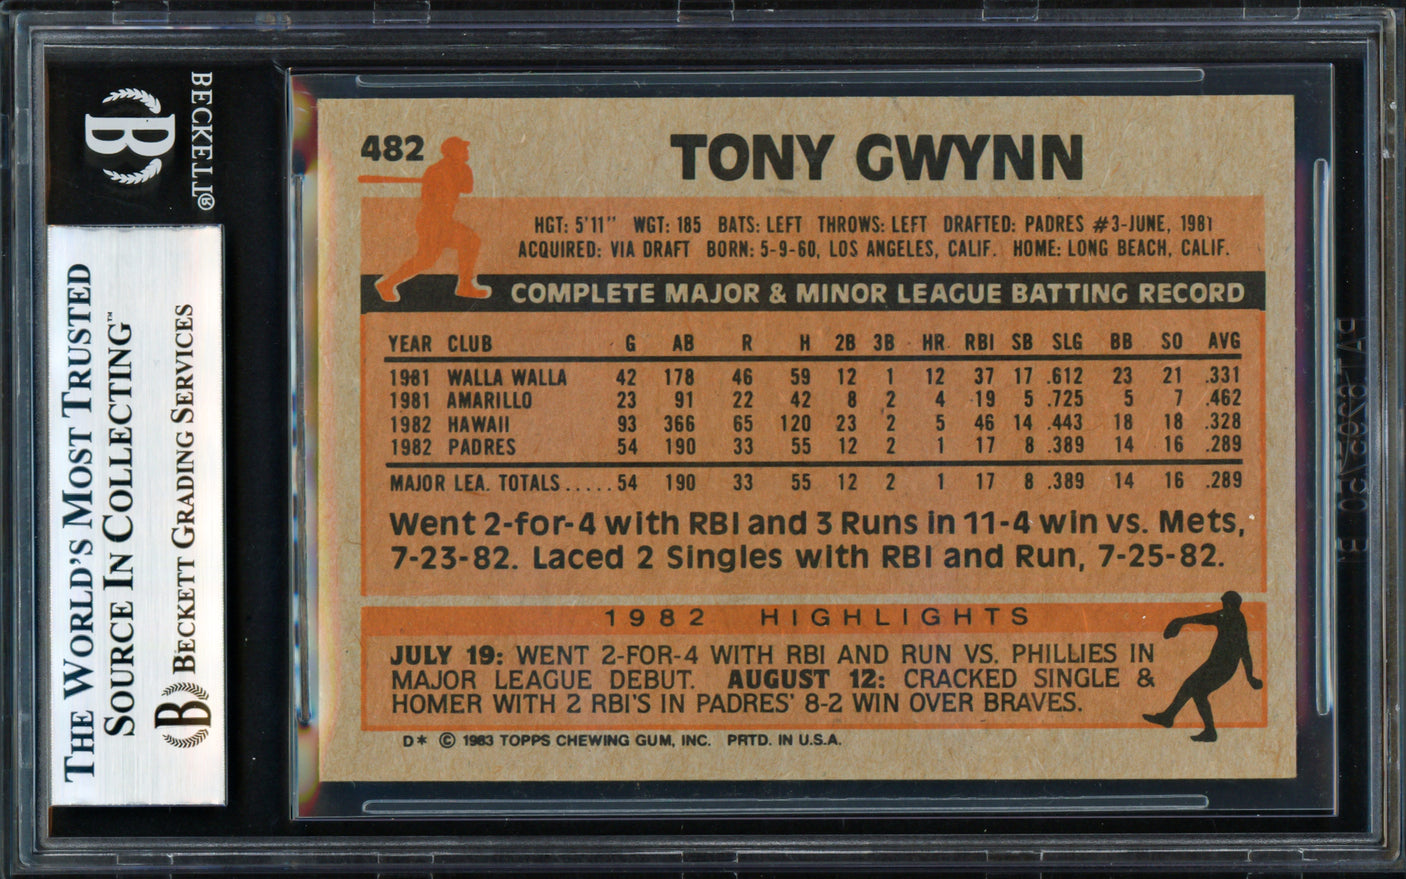 BECKETT®
B
THE WORLD'S MOST TRUSTED
SOURCE IN COLLECTING™
B BECKETT GRADING SERVICES
482
TONY GWYNN
HGT: 5'11" WGT: 185 BATS: LEFT THROWS: LEFT DRAFTED: PADRES #3-JUNE, 1981
ACQUIRED: VIA DRAFT BORN: 5-9-60, LOS ANGELES, CALIF. HOME: LONG BEACH, CALIF.
COMPLETE MAJOR & MINOR LEAGUE BATTING RECORD
YEAR CLUB G AB R H 2B 3B HR RBI SB SLG BB SO AVG
1981 WALLA WALLA 42 178 46 59 12 1 12 37 17 .612 23 21 .331
1981 AMARILLO 23 91 22 42 8 2 4 19 5 .725 5 7 .462
1982 HAWAII 93 366 65 120 23 2 5 46 14 .443 18 18 .328
1982 PADRES 54 190 33 55 12 2 1 17 8 .389 14 16 .289
MAJOR LEA. TOTALS.....54 190 33 55 12 2 1 17 8 .389 14 16 .289
Went 2-for-4 with RBI and 3 Runs in 11-4 win vs. Mets,
7-23-82. Laced 2 Singles with RBI and Run, 7-25-82.
1982 HIGHLIGHTS
JULY 19: WENT 2-FOR-4 WITH RBI AND RUN VS. PHILLIES IN
MAJOR LEAGUE DEBUT. AUGUST 12: CRACKED SINGLE &
HOMER WITH 2 RBI'S IN PADRES' 8-2 WIN OVER BRAVES.
D* © 1983 TOPPS CHEWING GUM, INC. PRTD. IN U.S.A.